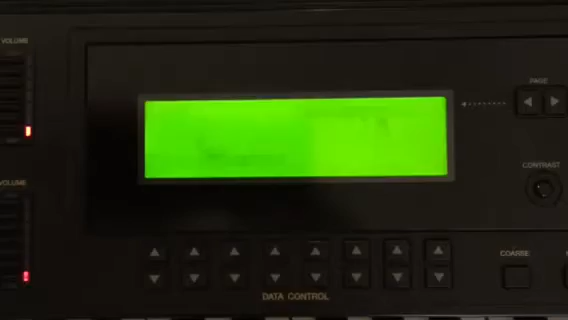 VOLUME
PAGE
CONTRAST
VOLUME
COARSE
DATA CONTROL